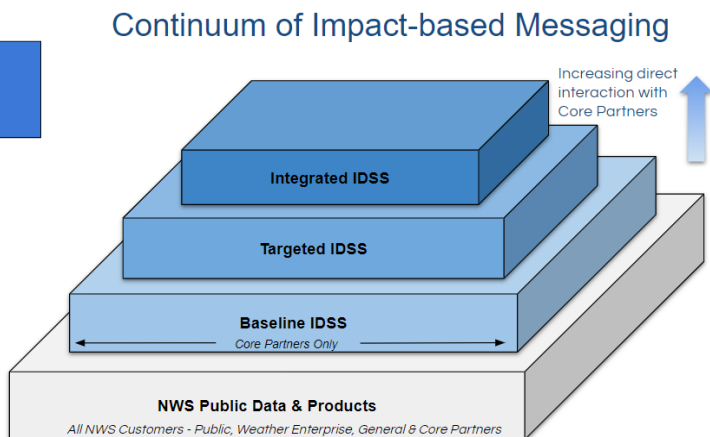 Continuum of Impact-based Messaging
Increasing direct
interaction with
Core Partners
Integrated IDSS
Targeted IDSS
Baseline IDSS
Core Partners Only
NWS Public Data & Products
All NWS Customers - Public, Weather Enterprise, General & Core Partners